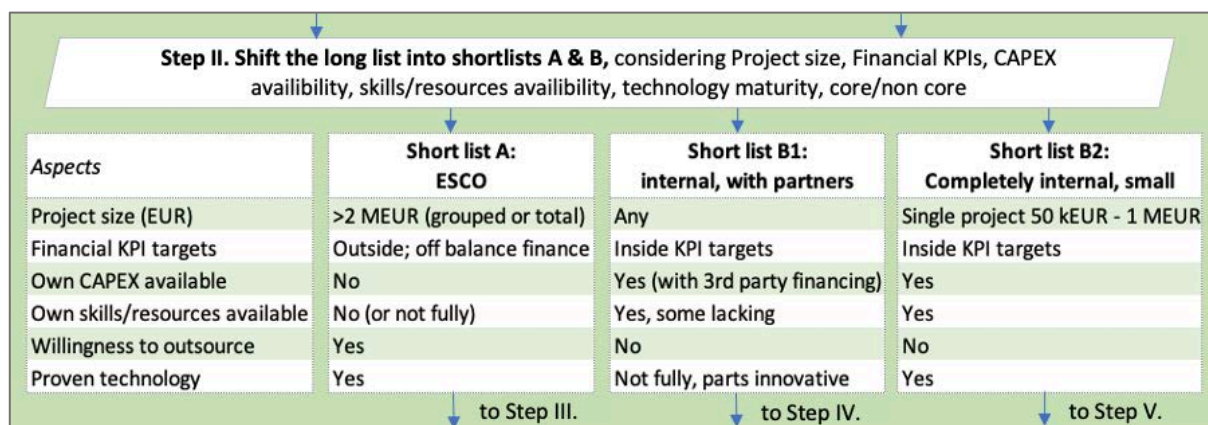 Step II. Shift the long list into shortlists A & B, considering Project size, Financial KPIs, CAPEX
availibility, skills/resources availibility, technology maturity, core/non core
Aspects
Short list A:
ESCO
Short list B1:
internal, with partners
Short list B2:
Completely internal, small
Project size (EUR) >2 MEUR (grouped or total) Any Single project 50 kEUR - 1 MEUR
Financial KPI targets Outside; off balance finance Inside KPI targets Inside KPI targets
Own CAPEX available No Yes (with 3rd party financing) Yes
Own skills/resources available No (or not fully) Yes, some lacking Yes
Willingness to outsource Yes No No
Proven technology Yes Not fully, parts innovative Yes
to Step III. to Step IV. to Step V.